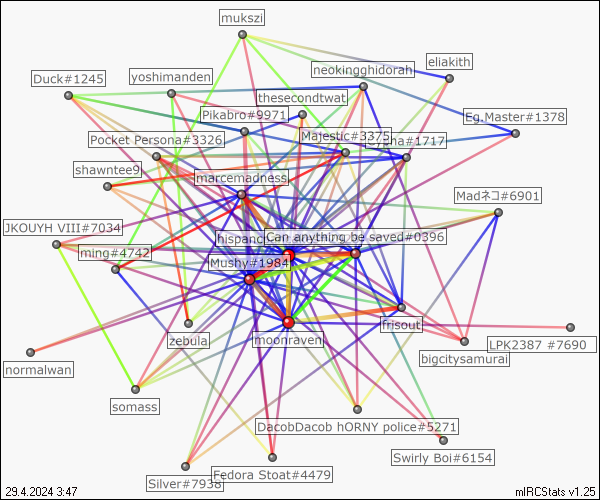 mukszi
eliakith
neokingghidorah
Duck#1245
yoshimanden
thesecondtwat
Pikabro#9971
Eg.Master#1378
Majestic#3375
#1717
Pocket Persona#3326
shawntee9
marcemadness
Madネコ#6901
JKOUYH VIII#7034
hispanc
Can anything be saved#0396
ming#4742
Mushy#1984
zebula
moonraven
frisout
LPK2387 #7690
bigcitysamurai
normalwan
somass
DacobDacob hORNY police#5271
Swirly Boi#6154
Fedora Stoat#4479
Silver#7938
29.4.2024 3:47
mIRCStats v1.25